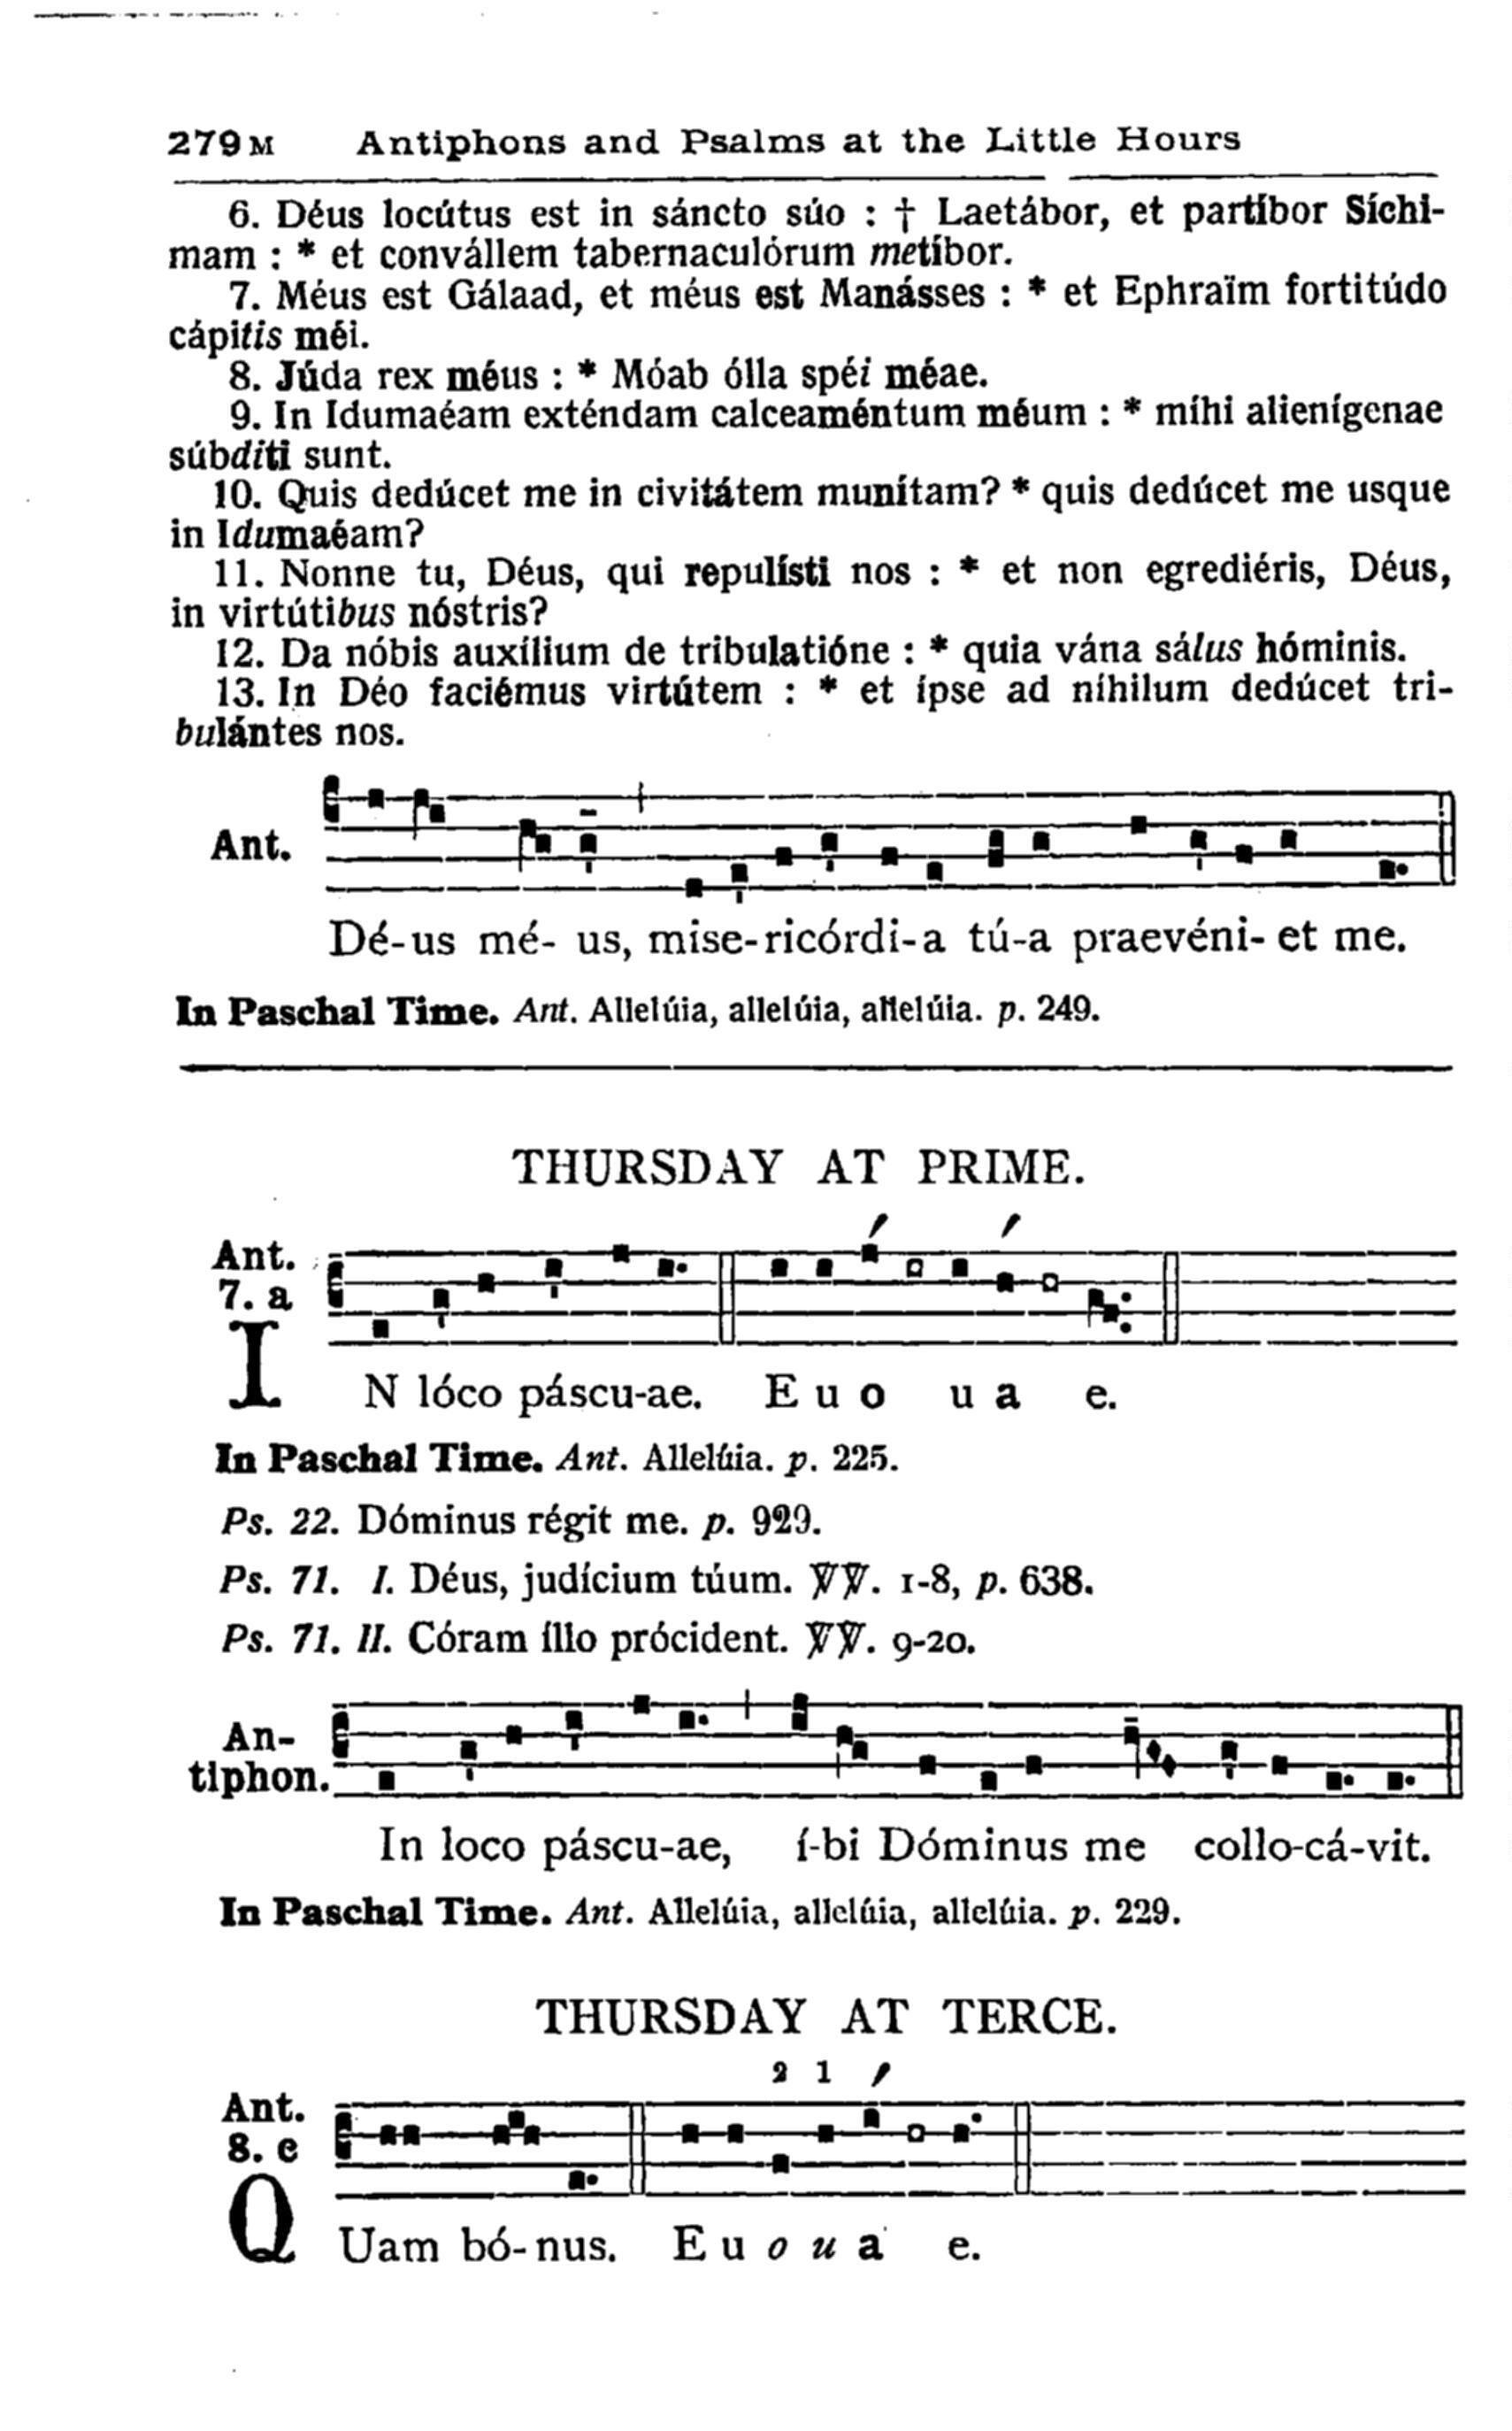 279 M Antiphons and Psalms at the Little Hours
6. Déus locútus est in sáncto súo : † Laetábor, et partíbor Síchi-
mam : * et convállem tabernaculórum metíbor.
7. Méus est Gálaad, et méus est Manásses : * et Ephraïm fortitúdo
cápitis méi.
8. Júda rex méus : * Móab ólla spéi méae.
9. In Idumaéam exténdam calceaméntum méum : * míhi alienígenae
súbditi sunt.
10. Quis dedúcet me in civitátem munítam? * quis dedúcet me usque
in Idumaéam?
11. Nonne tu, Déus, qui repulísti nos : * et non egrediéris, Déus,
in virtútibus nóstris?
12. Da nóbis auxílium de tribulatióne : * quia vána sálus hóminis.
13. In Déo faciémus virtútem : * et ípse ad níhilum dedúcet tri-
bulántes nos.
Ant.
Dé-us mé- us, mise-ricórdi-a tú-a praevéni- et me.
In Paschal Time. Ant. Allelúia, allelúia, allelúia. p. 249.
THURSDAY AT PRIME.
Ant.
7. a
IN lóco páscu-ae. E u o u a e.
In Paschal Time. Ant. Allelúia. p. 225.
Ps. 22. Dóminus régit me. p. 929.
Ps. 71. I. Déus, judícium túum. ℣℣. 1-8, p. 638.
Ps. 71. II. Córam íllo prócident. ℣℣. 9-20.
An-
tiphon.
In loco páscu-ae, í-bi Dóminus me collo-cá-vit.
In Paschal Time. Ant. Allelúia, allelúia, allelúia. p. 229.
THURSDAY AT TERCE.
2 1
Ant.
8. c
QUam bó- nus. E u o u a e.